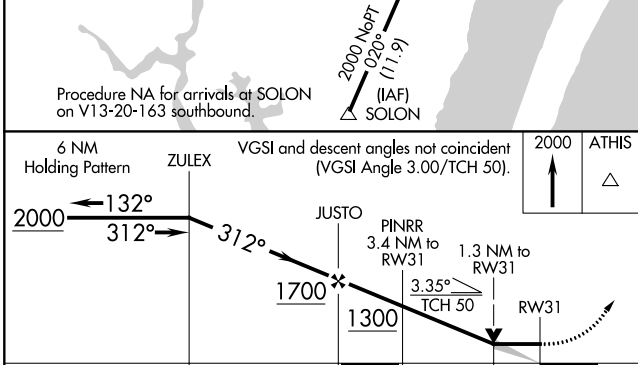 2000 NoPT
020°
(11.9)
(IAF)
SOLON
Procedure NA for arrivals at SOLON
on V13-20-163 southbound.
6 NM
Holding Pattern
ZULEX
VGSI and descent angles not coincident
(VGSI Angle 3.00/TCH 50).
2000
ATHIS
2000
132°
312°
312°
JUSTO
PINRR
3.4 NM to
RW31
1.3 NM to
RW31
1700
1300
3.35°
TCH 50
RW31